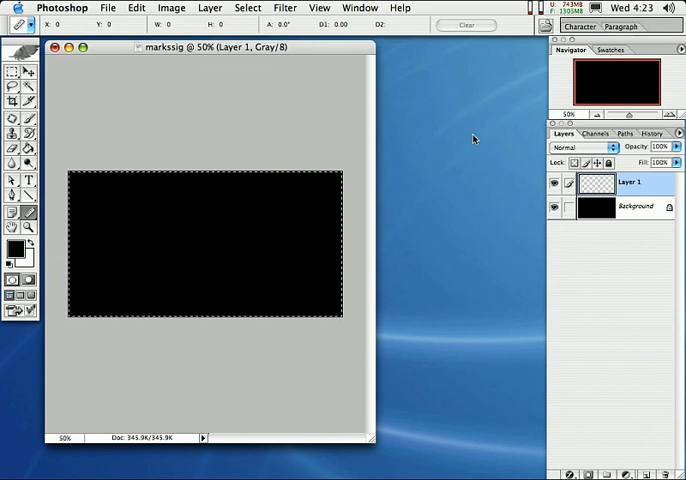 Photoshop File Edit Image Layer Select Filter View Window Help U: 743MB F: 1305MB Wed 4:23
X: 0 Y: 0 W: 0 H: 0 A: 0.0° D1: 0.00 D2: Clear Character Paragraph
markssig @ 50% (Layer 1, Gray/8)
Navigator Swatches
50%
Layers Channels Paths History
Normal Opacity: 100%
Lock: Fill: 100%
Layer 1
Background
T
50% Doc: 345.9K/345.9K